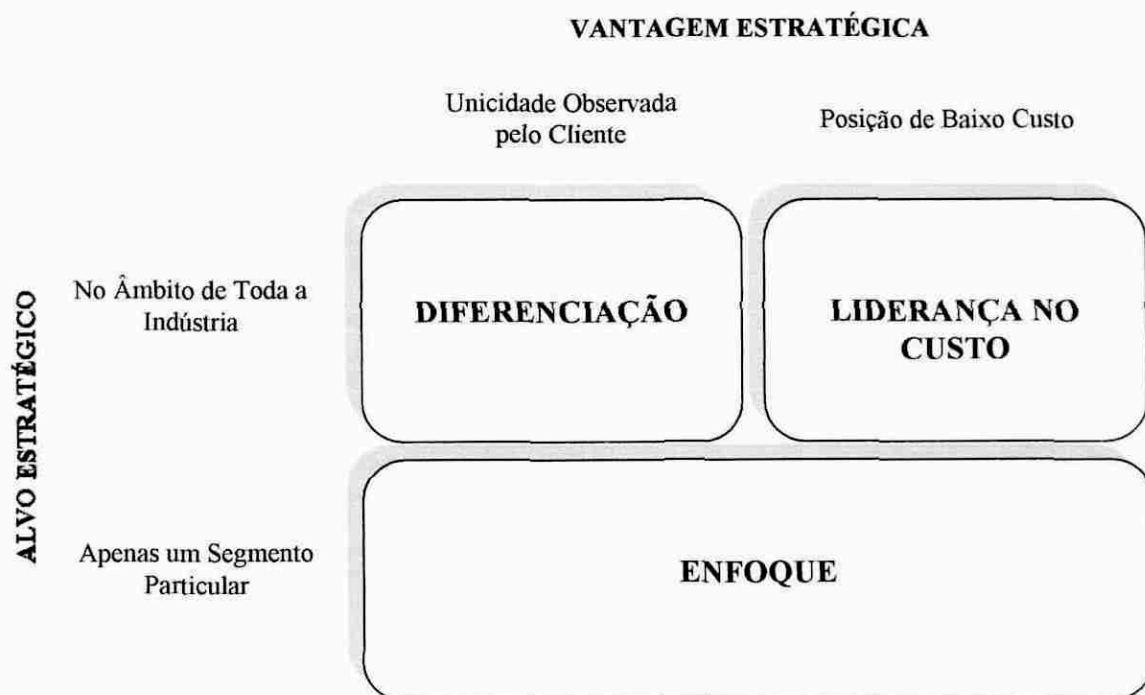 VANTAGEM ESTRATÉGICA
Unicidade Observada
pelo Cliente
Posição de Baixo Custo
ALVO ESTRATÉGICO
No Âmbito de Toda a
Indústria
DIFERENCIAÇÃO
LIDERANÇA NO
CUSTO
Apenas um Segmento
Particular
ENFOQUE